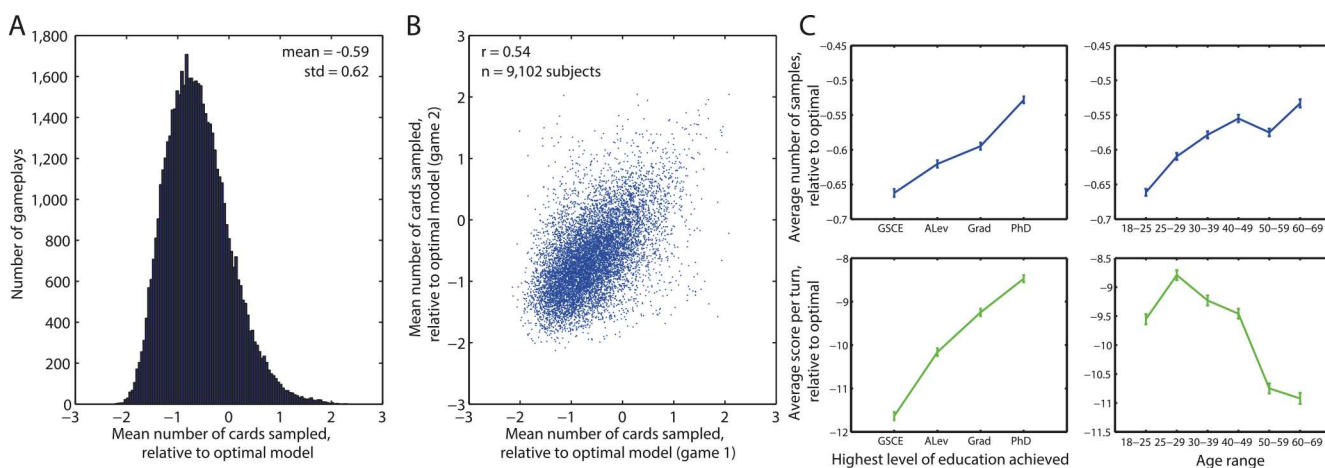 A
1,800
1,600
1,400
1,200
1,000
800
600
400
200
0
−3
−2
−1
0
1
2
3
Number of gameplays
mean = -0.59
std = 0.62
Mean number of cards sampled,
relative to optimal model
B
3
2
1
0
−1
−2
−3
−3
−2
−1
0
1
2
3
Mean number of cards sampled,
relative to optimal model (game 2)
r = 0.54
n = 9,102 subjects
Mean number of cards sampled,
relative to optimal model (game 1)
C
Average number of samples,
relative to optimal
−0.45
−0.5
−0.55
−0.6
−0.65
−0.7
GSCE
ALev
Grad
PhD
−0.45
−0.5
−0.55
−0.6
−0.65
−0.7
18−25
25−29
30−39
40−49
50−59
60−69
Average score per turn,
relative to optimal
−8
−9
−10
−11
−12
GSCE
ALev
Grad
PhD
Highest level of education achieved
−8.5
−9
−9.5
−10
−10.5
−11
−11.5
18−25
25−29
30−39
40−49
50−59
60−69
Age range